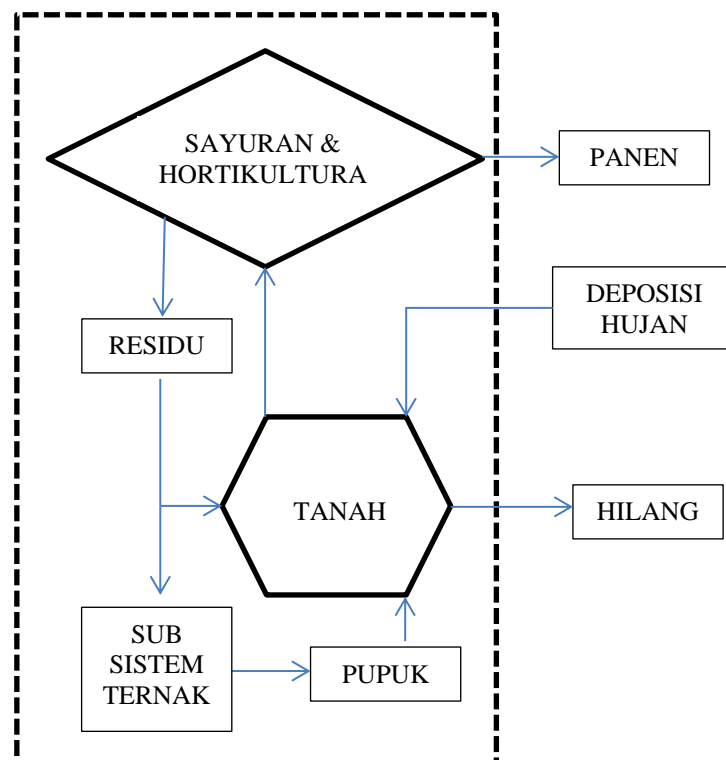 SAYURAN &
HORTIKULTURA
PANEN
DEPOSISI
HUJAN
RESIDU
TANAH
HILANG
SUB
SISTEM
TERNAK
PUPUK